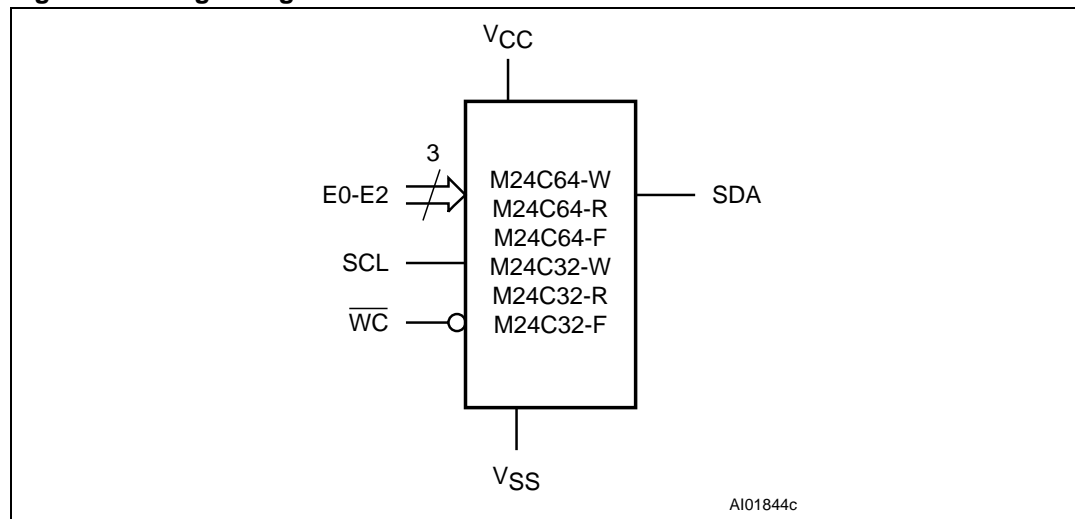 VCC
3
E0-E2
SCL
WC
M24C64-W
M24C64-R
M24C64-F
M24C32-W
M24C32-R
M24C32-F
SDA
VSS
AI01844c